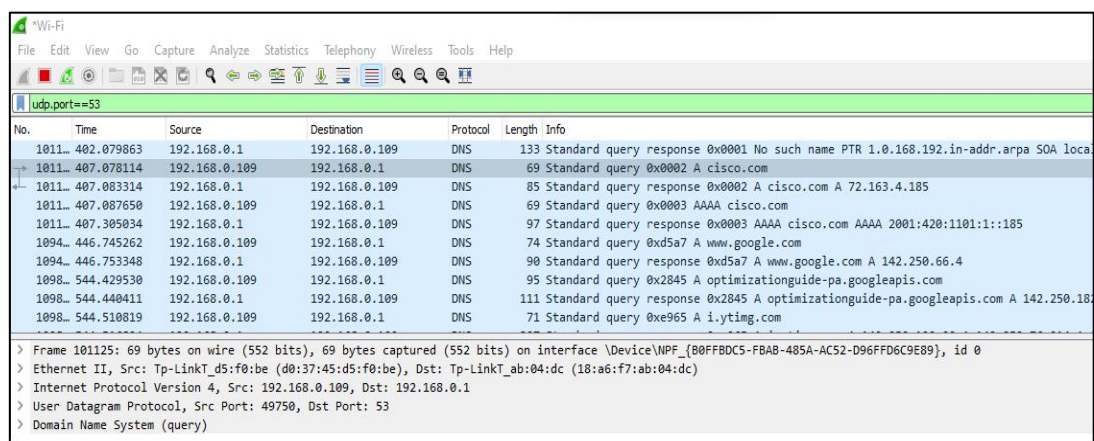 *Wi-Fi
File Edit View Go Capture Analyze Statistics Telephony Wireless Tools Help
udp.port==53
No. Time Source Destination Protocol Length Info
1011… 402.079863 192.168.0.1 192.168.0.109 DNS 133 Standard query response 0x0001 No such name PTR 1.0.168.192.in-addr.arpa SOA local
1011… 407.078114 192.168.0.109 192.168.0.1 DNS 69 Standard query 0x0002 A cisco.com
1011… 407.083314 192.168.0.1 192.168.0.109 DNS 85 Standard query response 0x0002 A cisco.com A 72.163.4.185
1011… 407.087650 192.168.0.109 192.168.0.1 DNS 69 Standard query 0x0003 AAAA cisco.com
1011… 407.305034 192.168.0.1 192.168.0.109 DNS 97 Standard query response 0x0003 AAAA cisco.com AAAA 2001:420:1101:1::185
1094… 446.745262 192.168.0.109 192.168.0.1 DNS 74 Standard query 0xd5a7 A www.google.com
1094… 446.753348 192.168.0.1 192.168.0.109 DNS 90 Standard query response 0xd5a7 A www.google.com A 142.250.66.4
1098… 544.429530 192.168.0.109 192.168.0.1 DNS 95 Standard query 0x2845 A optimizationguide-pa.googleapis.com
1098… 544.440411 192.168.0.1 192.168.0.109 DNS 111 Standard query response 0x2845 A optimizationguide-pa.googleapis.com A 142.250.182
1098… 544.510819 192.168.0.109 192.168.0.1 DNS 71 Standard query 0xe965 A i.ytimg.com
> Frame 101125: 69 bytes on wire (552 bits), 69 bytes captured (552 bits) on interface \Device\NPF_{B0FFBDC5-FBAB-485A-AC52-D96FFD6C9E89}, id 0
> Ethernet II, Src: Tp-LinkT_d5:f0:be (d0:37:45:d5:f0:be), Dst: Tp-LinkT_ab:04:dc (18:a6:f7:ab:04:dc)
> Internet Protocol Version 4, Src: 192.168.0.109, Dst: 192.168.0.1
> User Datagram Protocol, Src Port: 49750, Dst Port: 53
> Domain Name System (query)